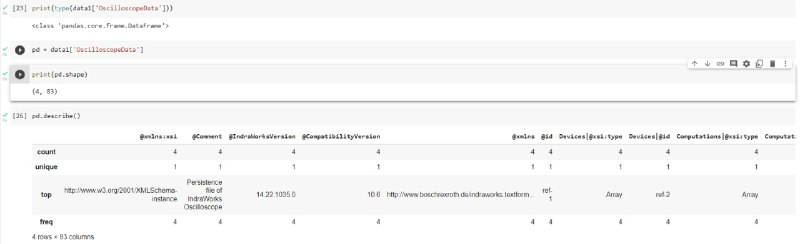 [23] print(type(data1['OscilloscopeData']))
<class 'pandas.core.frame.DataFrame'>
pd = data1['OscilloscopeData']
print(pd.shape)
(4, 83)
[26] pd.describe()
@xmlns:xsi @Comment @IndraWorksVersion @CompatibilityVersion @xmlns @id Devices|@xsi:type Devices|@id Computations|@xsi:type Computat
count 4 4 4 4 4 4 4 4 4
unique 1 1 1 1 1 1 1 1 1
top http://www.w3.org/2001/XMLSchema-instance Persistence file of IndraWorks Oscilloscope 14.22.1035.0 10.6 http://www.boschrexroth.de/indraworks.textform... ref-1 Array ref-2 Array
freq 4 4 4 4 4 4 4 4 4
4 rows × 83 columns